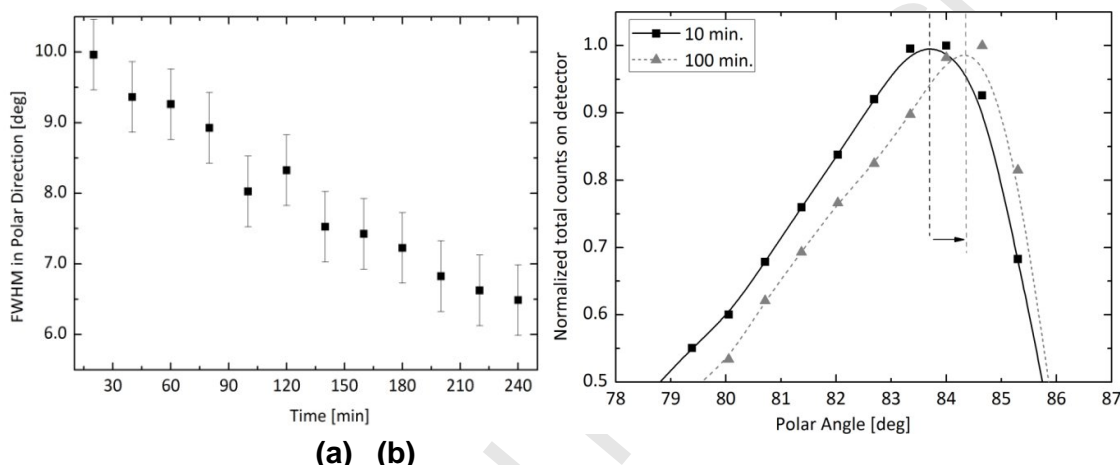 10.0
9.0
8.0
7.0
6.0
FWHM in Polar Direction [deg]
30 60 90 120 150 180 210 240
Time [min]
10 min.
100 min.
1.0
0.9
0.8
0.7
0.6
0.5
Normalized total counts on detector
78 79 80 81 82 83 84 85 86 87
Polar Angle [deg]
(a) (b)